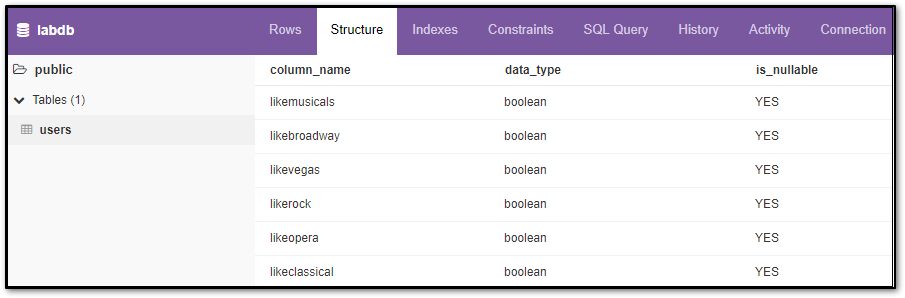 labdb Rows Structure Indexes Constraints SQL Query History Activity Connection
public
Tables (1)
users
column_name data_type is_nullable
likemusicals boolean YES
likebroadway boolean YES
likevegas boolean YES
likerock boolean YES
likeopera boolean YES
likeclassical boolean YES